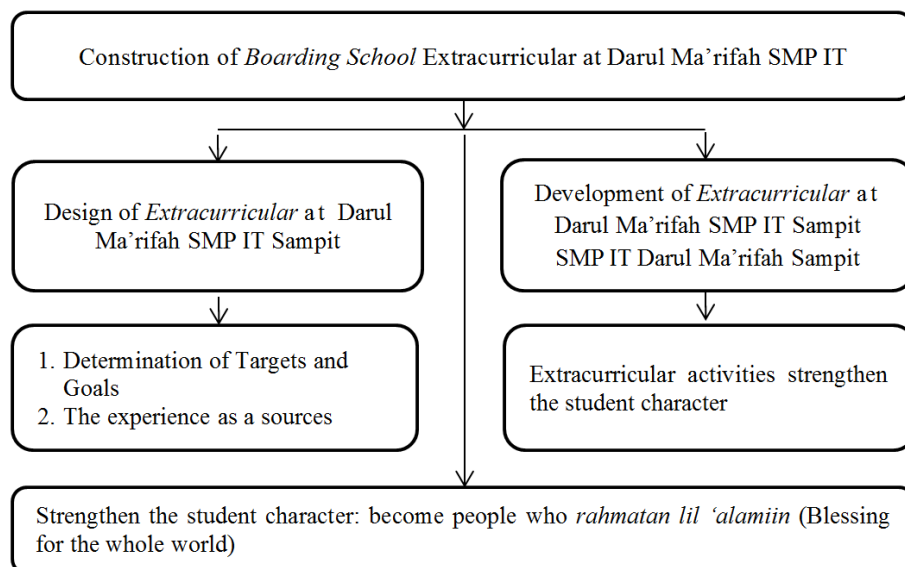 Construction of Boarding School Extracurricular at Darul Ma’rifah SMP IT
Design of Extracurricular at Darul
Ma’rifah SMP IT Sampit
Development of Extracurricular at
Darul Ma’rifah SMP IT Sampit
SMP IT Darul Ma’rifah Sampit
1. Determination of Targets and
Goals
2. The experience as a sources
Extracurricular activities strengthen
the student character
Strengthen the student character: become people who rahmatan lil ‘alamiin (Blessing
for the whole world)